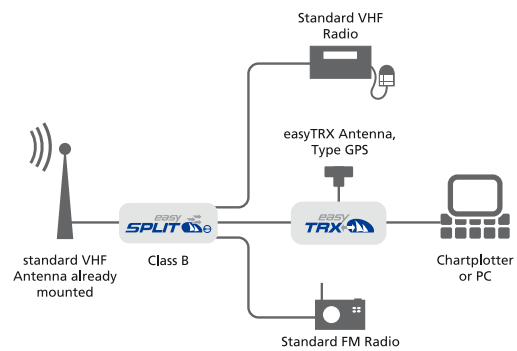 Standard VHF
Radio
easyTRX Antenna,
Type GPS
easy
SPLIT
easy
TRX
standard VHF
Antenna already
mounted
Class B
Chartplotter
or PC
Standard FM Radio